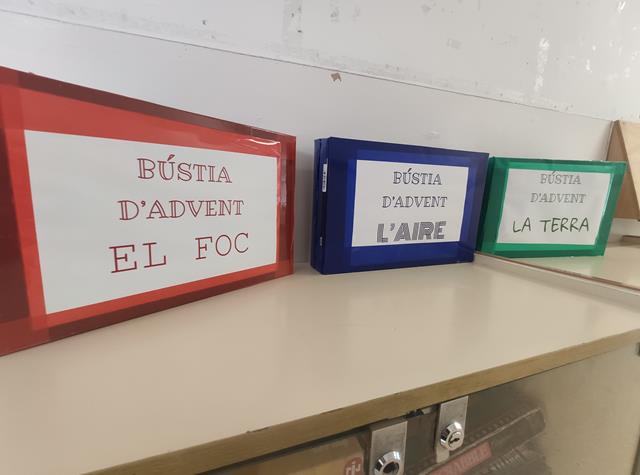 BÚSTIA
D'ADVENT
EL FOC
BÚSTIA
D'ADVENT
L'AIRE
BÚSTIA
D'ADVENT
LA TERRA